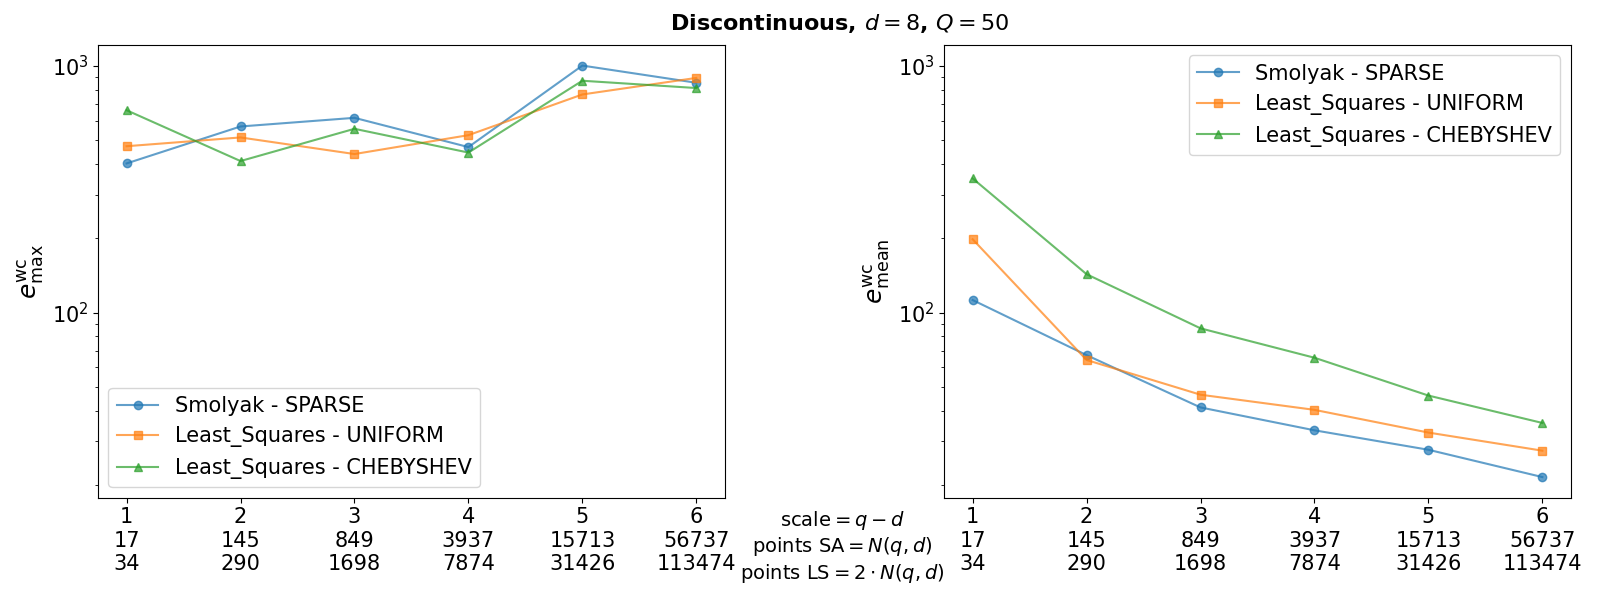 Discontinuous, d = 8, Q = 50
10³
10²
e^wc_max
Smolyak - SPARSE
Least_Squares - UNIFORM
Least_Squares - CHEBYSHEV
1 2 3 4 5 6
17 145 849 3937 15713 56737
34 290 1698 7874 31426 113474
scale = q − d
points SA = N(q, d)
points LS = 2 · N(q, d)
10³
10²
e^wc_mean
Smolyak - SPARSE
Least_Squares - UNIFORM
Least_Squares - CHEBYSHEV
1 2 3 4 5 6
17 145 849 3937 15713 56737
34 290 1698 7874 31426 113474